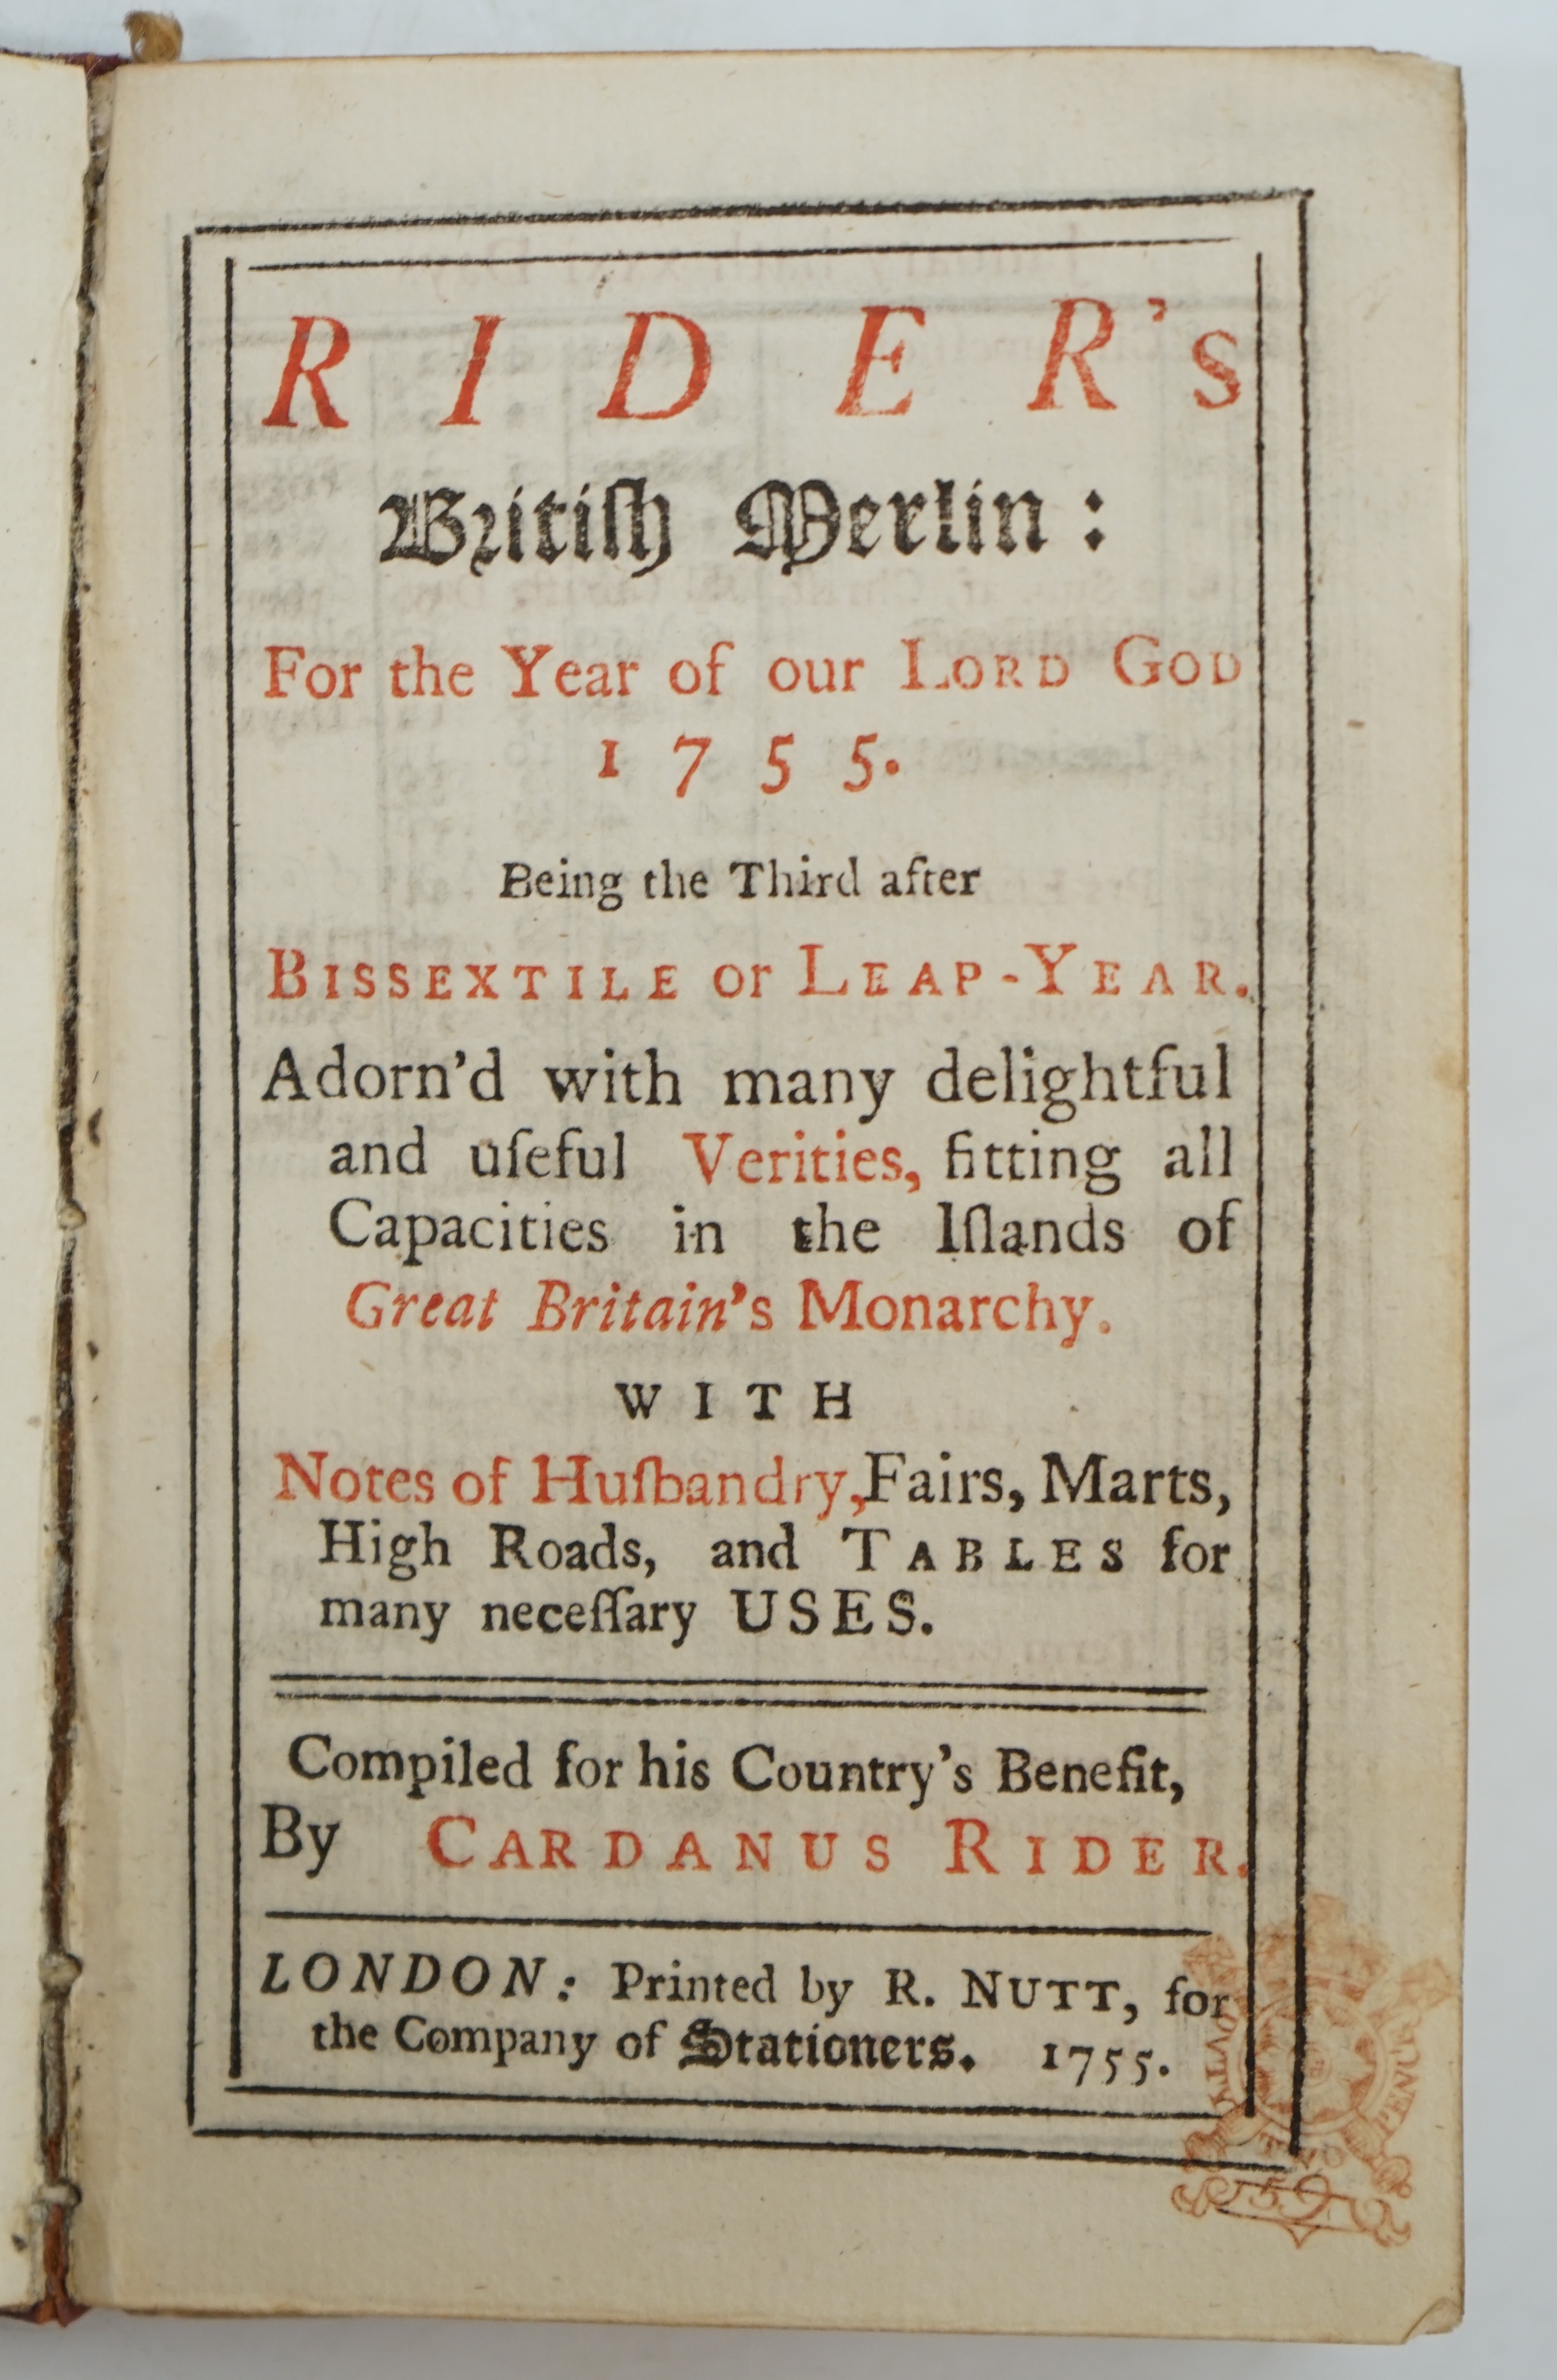 RIDER's
Britiſh Merlin:
For the Year of our LORD GOD
1755.
Being the Third after
BISSEXTILE or LEAP-YEAR.
Adorn'd with many delightful
and uſeful Verities, fitting all
Capacities in the Iſlands of
Great Britain's Monarchy.
WITH
Notes of Huſbandry, Fairs, Marts,
High Roads, and TABLES for
many neceſſary USES.
Compiled for his Country's Benefit,
By CARDANUS RIDER.
LONDON: Printed by R. NUTT, for
the Company of Stationers. 1755.
PENCE